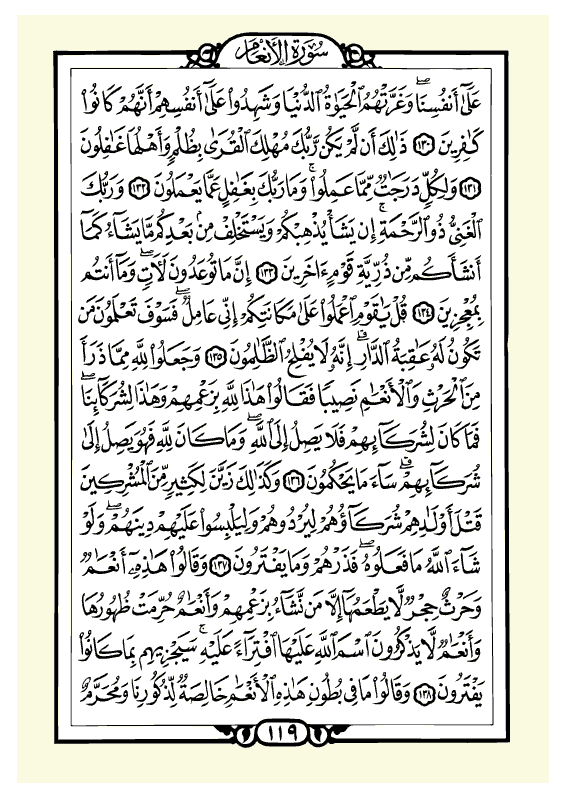 سُورَةُ الأَنْعَام
عَلَىٰٓ أَنفُسِنَاۖ وَغَرَّتْهُمُ ٱلْحَيَوٰةُ ٱلدُّنْيَا وَشَهِدُوا۟ عَلَىٰٓ أَنفُسِهِمْ أَنَّهُمْ كَانُوا۟
كَٰفِرِينَ ١٣٠ ذَٰلِكَ أَن لَّمْ يَكُن رَّبُّكَ مُهْلِكَ ٱلْقُرَىٰ بِظُلْمٍ وَأَهْلُهَا غَٰفِلُونَ
١٣١ وَلِكُلٍّ دَرَجَٰتٌ مِّمَّا عَمِلُوا۟ۚ وَمَا رَبُّكَ بِغَٰفِلٍ عَمَّا يَعْمَلُونَ ١٣٢ وَرَبُّكَ
ٱلْغَنِىُّ ذُو ٱلرَّحْمَةِۚ إِن يَشَأْ يُذْهِبْكُمْ وَيَسْتَخْلِفْ مِنۢ بَعْدِكُم مَّا يَشَآءُ كَمَآ
أَنشَأَكُم مِّن ذُرِّيَّةِ قَوْمٍ ءَاخَرِينَ ١٣٣ إِنَّ مَا تُوعَدُونَ لَءَاتٍۖ وَمَآ أَنتُم
بِمُعْجِزِينَ ١٣٤ قُلْ يَٰقَوْمِ ٱعْمَلُوا۟ عَلَىٰ مَكَانَتِكُمْ إِنِّى عَامِلٌۖ فَسَوْفَ تَعْلَمُونَ مَن
تَكُونُ لَهُۥ عَٰقِبَةُ ٱلدَّارِۗ إِنَّهُۥ لَا يُفْلِحُ ٱلظَّٰلِمُونَ ١٣٥ وَجَعَلُوا۟ لِلَّهِ مِمَّا ذَرَأَ
مِنَ ٱلْحَرْثِ وَٱلْأَنْعَٰمِ نَصِيبًا فَقَالُوا۟ هَٰذَا لِلَّهِ بِزَعْمِهِمْ وَهَٰذَا لِشُرَكَآئِنَاۖ
فَمَا كَانَ لِشُرَكَآئِهِمْ فَلَا يَصِلُ إِلَى ٱللَّهِۖ وَمَا كَانَ لِلَّهِ فَهُوَ يَصِلُ إِلَىٰ
شُرَكَآئِهِمْۗ سَآءَ مَا يَحْكُمُونَ ١٣٦ وَكَذَٰلِكَ زَيَّنَ لِكَثِيرٍ مِّنَ ٱلْمُشْرِكِينَ
قَتْلَ أَوْلَٰدِهِمْ شُرَكَآؤُهُمْ لِيُرْدُوهُمْ وَلِيَلْبِسُوا۟ عَلَيْهِمْ دِينَهُمْۖ وَلَوْ
شَآءَ ٱللَّهُ مَا فَعَلُوهُۖ فَذَرْهُمْ وَمَا يَفْتَرُونَ ١٣٧ وَقَالُوا۟ هَٰذِهِۦٓ أَنْعَٰمٌ
وَحَرْثٌ حِجْرٌ لَّا يَطْعَمُهَآ إِلَّا مَن نَّشَآءُ بِزَعْمِهِمْ وَأَنْعَٰمٌ حُرِّمَتْ ظُهُورُهَا
وَأَنْعَٰمٌ لَّا يَذْكُرُونَ ٱسْمَ ٱللَّهِ عَلَيْهَا ٱفْتِرَآءً عَلَيْهِۚ سَيَجْزِيهِم بِمَا كَانُوا۟
يَفْتَرُونَ ١٣٨ وَقَالُوا۟ مَا فِى بُطُونِ هَٰذِهِ ٱلْأَنْعَٰمِ خَالِصَةٌ لِّذُكُورِنَا وَمُحَرَّمٌ
١١٩